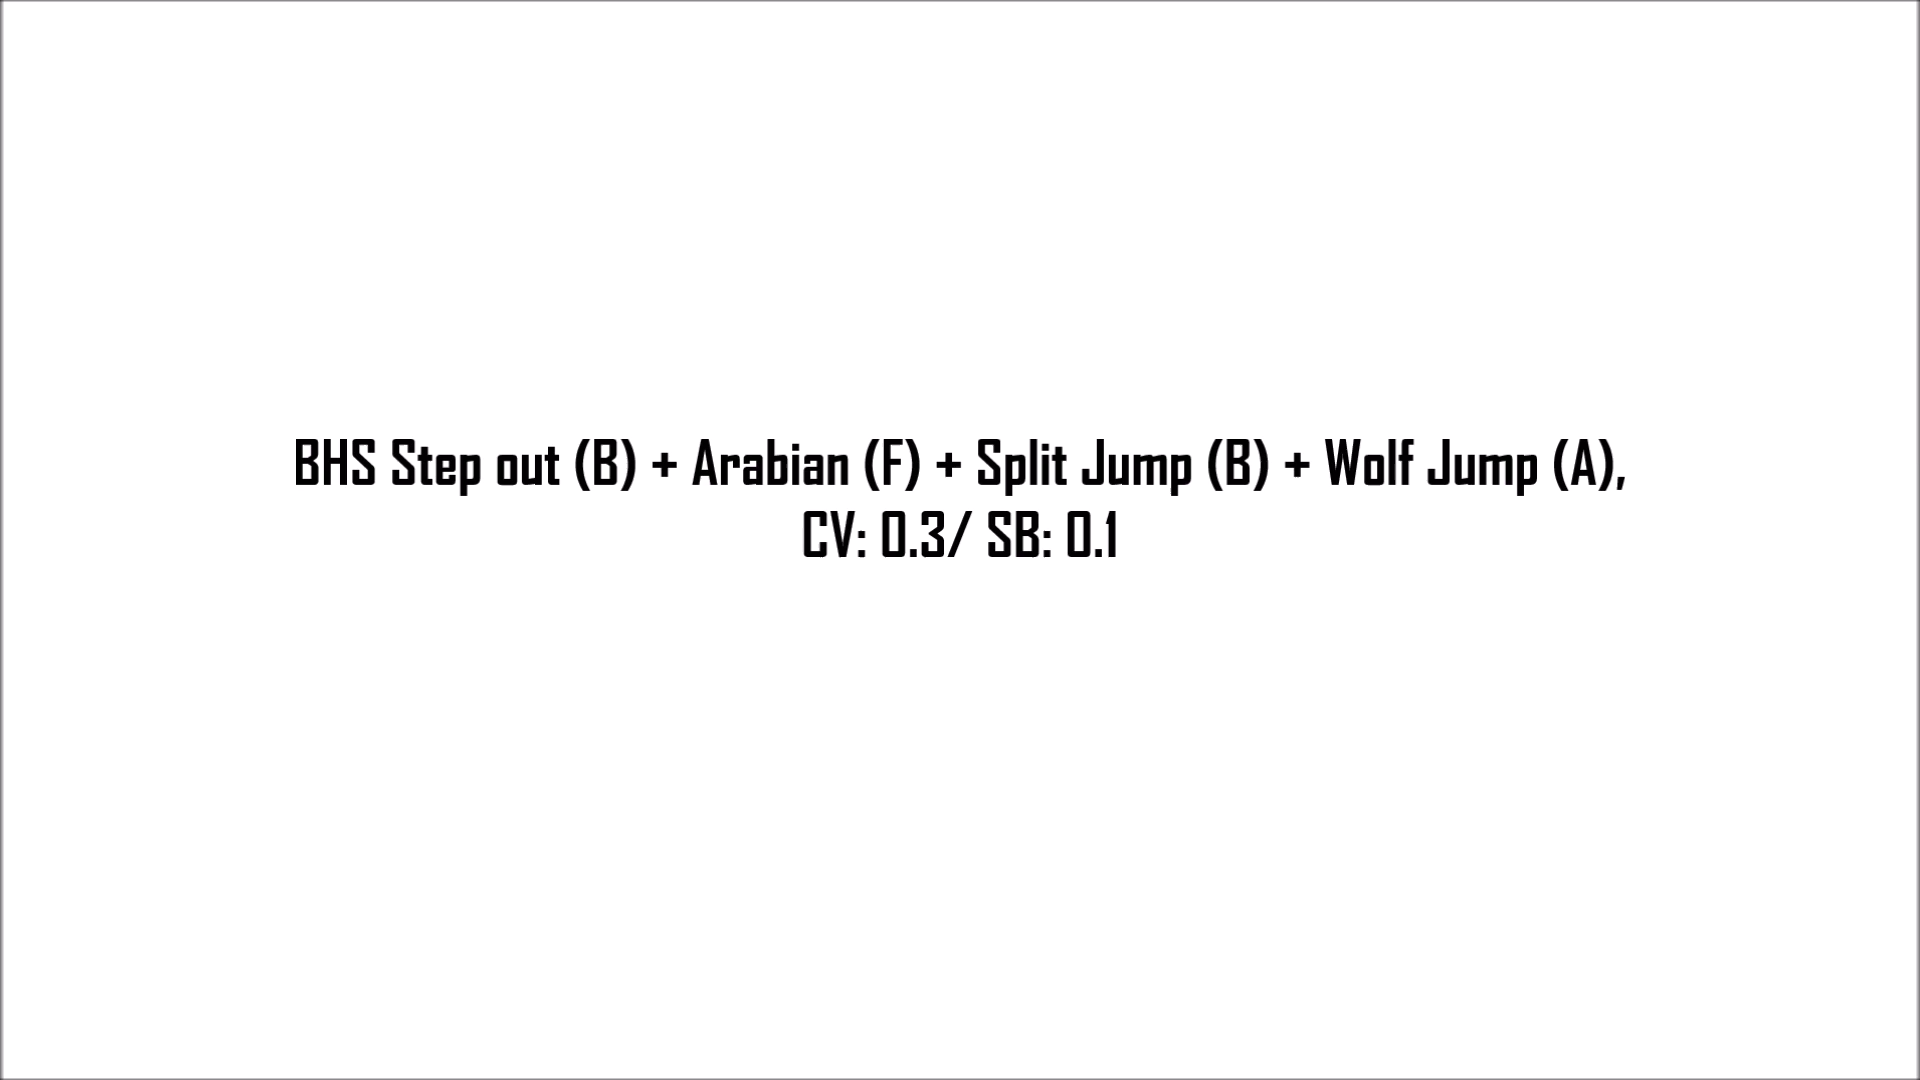 BHS Step out (B) + Arabian (F) + Split Jump (B) + Wolf Jump (A),
CV: 0.3/ SB: 0.1